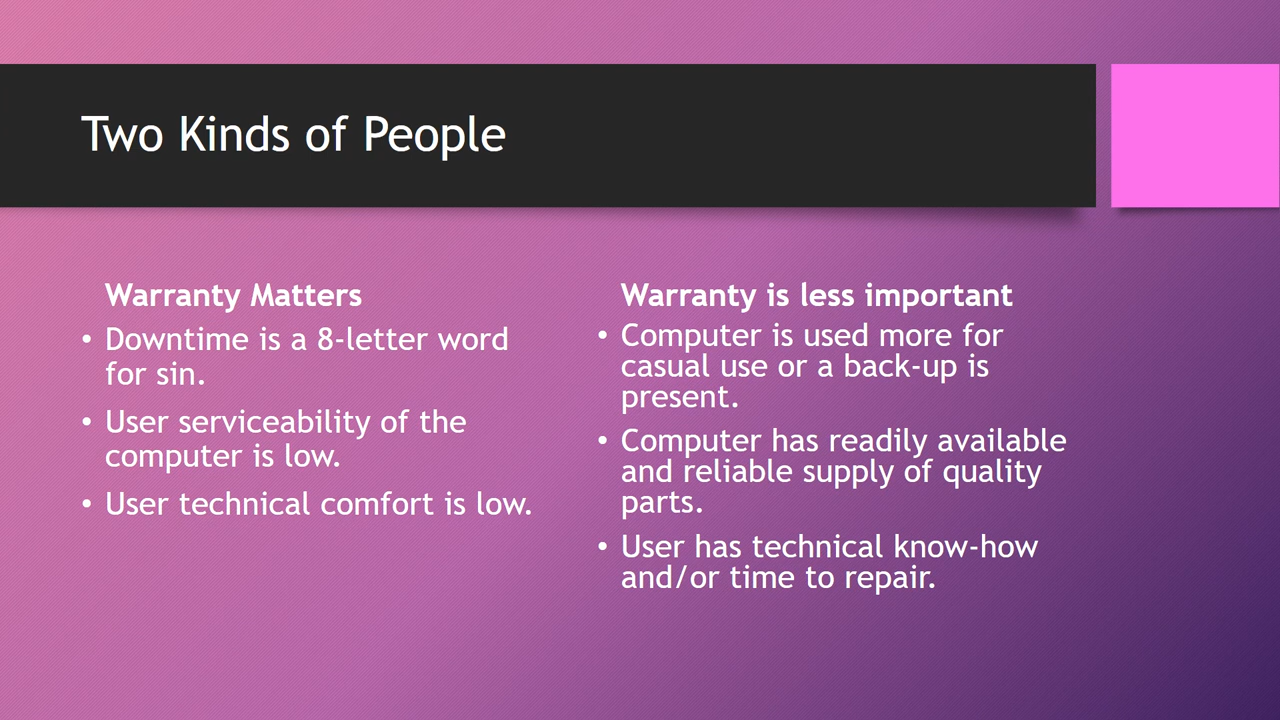 Two Kinds of People
Warranty Matters
• Downtime is a 8-letter word
for sin.
• User serviceability of the
computer is low.
• User technical comfort is low.
Warranty is less important
• Computer is used more for
casual use or a back-up is
present.
• Computer has readily available
and reliable supply of quality
parts.
• User has technical know-how
and/or time to repair.